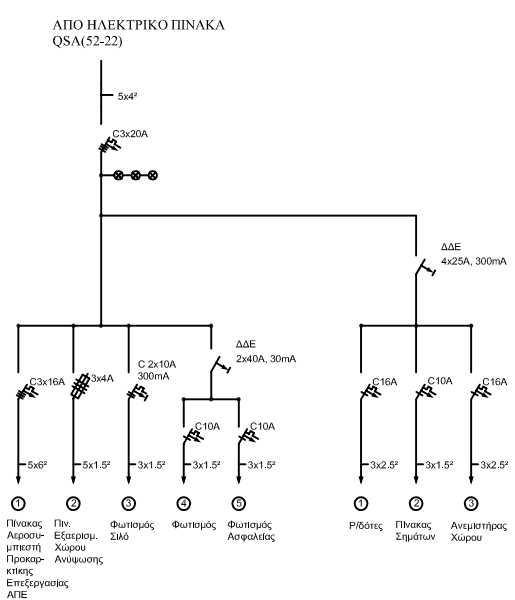 ΑΠΟ ΗΛΕΚΤΡΙΚΟ ΠΙΝΑΚΑ
QSA(52-22)
5x4²
C3x20A
ΔΔΕ
4x25A, 300mA
ΔΔΕ
2x40A, 30mA
C3x16A
3x4A
C 2x10A
300mA
C16A
C10A
C16A
C10A
C10A
5x6²
5x1.5²
3x1.5²
3x1.5²
3x1.5²
3x2.5²
3x1.5²
3x2.5²
1
2
3
4
5
1
2
3
Πίνακας
Αεροσυ-
μπιεστή
Προκαρ-
κτικης
Επεξεργασίας
ΑΠΕ
Πιν.
Εξαερισμ.
Χώρου
Ανύψωσης
Φωτισμός
Σιλό
Φωτισμός
Φωτισμός
Ασφαλείας
Ρ/δότες
Πίνακας
Σημάτων
Ανεμιστήρας
Χώρου